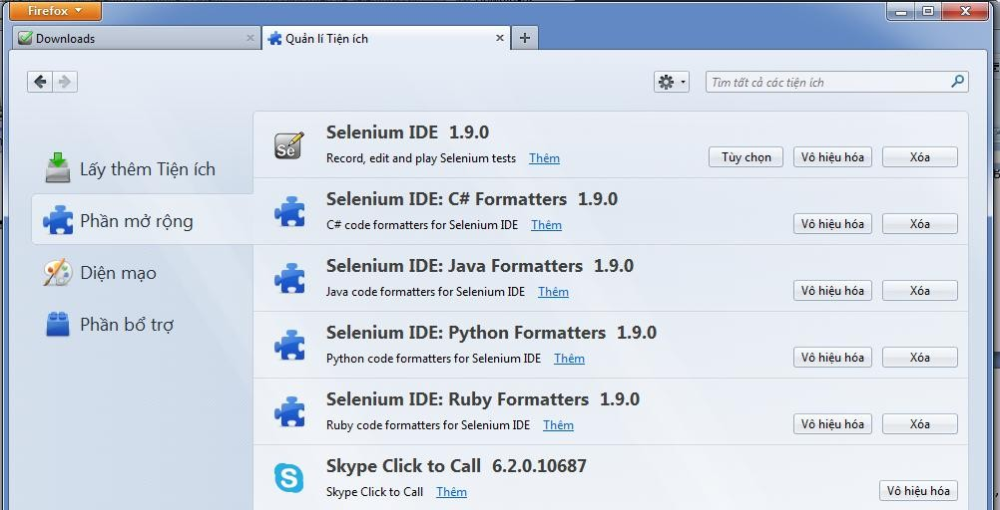 Firefox
Downloads
Quản lí Tiện ích
Tìm tất cả các tiện ích
Lấy thêm Tiện ích
Phần mở rộng
Diện mạo
Phần bổ trợ
Se
Selenium IDE 1.9.0
Record, edit and play Selenium tests Thêm
Tùy chọn Vô hiệu hóa Xóa
Selenium IDE: C# Formatters 1.9.0
C# code formatters for Selenium IDE Thêm
Vô hiệu hóa Xóa
Selenium IDE: Java Formatters 1.9.0
Java code formatters for Selenium IDE Thêm
Vô hiệu hóa Xóa
Selenium IDE: Python Formatters 1.9.0
Python code formatters for Selenium IDE Thêm
Vô hiệu hóa Xóa
Selenium IDE: Ruby Formatters 1.9.0
Ruby code formatters for Selenium IDE Thêm
Vô hiệu hóa Xóa
Skype Click to Call 6.2.0.10687
Skype Click to Call Thêm
Vô hiệu hóa